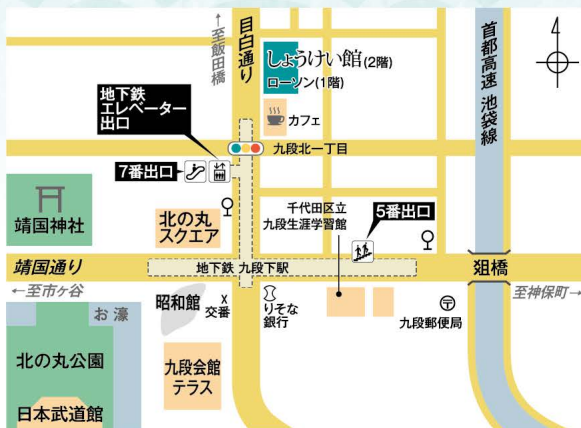 ←至飯田橋
目白通り
しょうけい館(2階)
ローソン(1階)
カフェ
首都高速 池袋線
4
地下鉄
エレベーター
出口
九段北一丁目
7番出口
靖国神社
北の丸
スクエア
千代田区立
九段生涯学習館
5番出口
靖国通り
地下鉄 九段下駅
俎橋
←至市ヶ谷
至神保町→
お濠
昭和館
X
交番
りそな
銀行
〒
九段郵便局
北の丸公園
九段会館
テラス
日本武道館